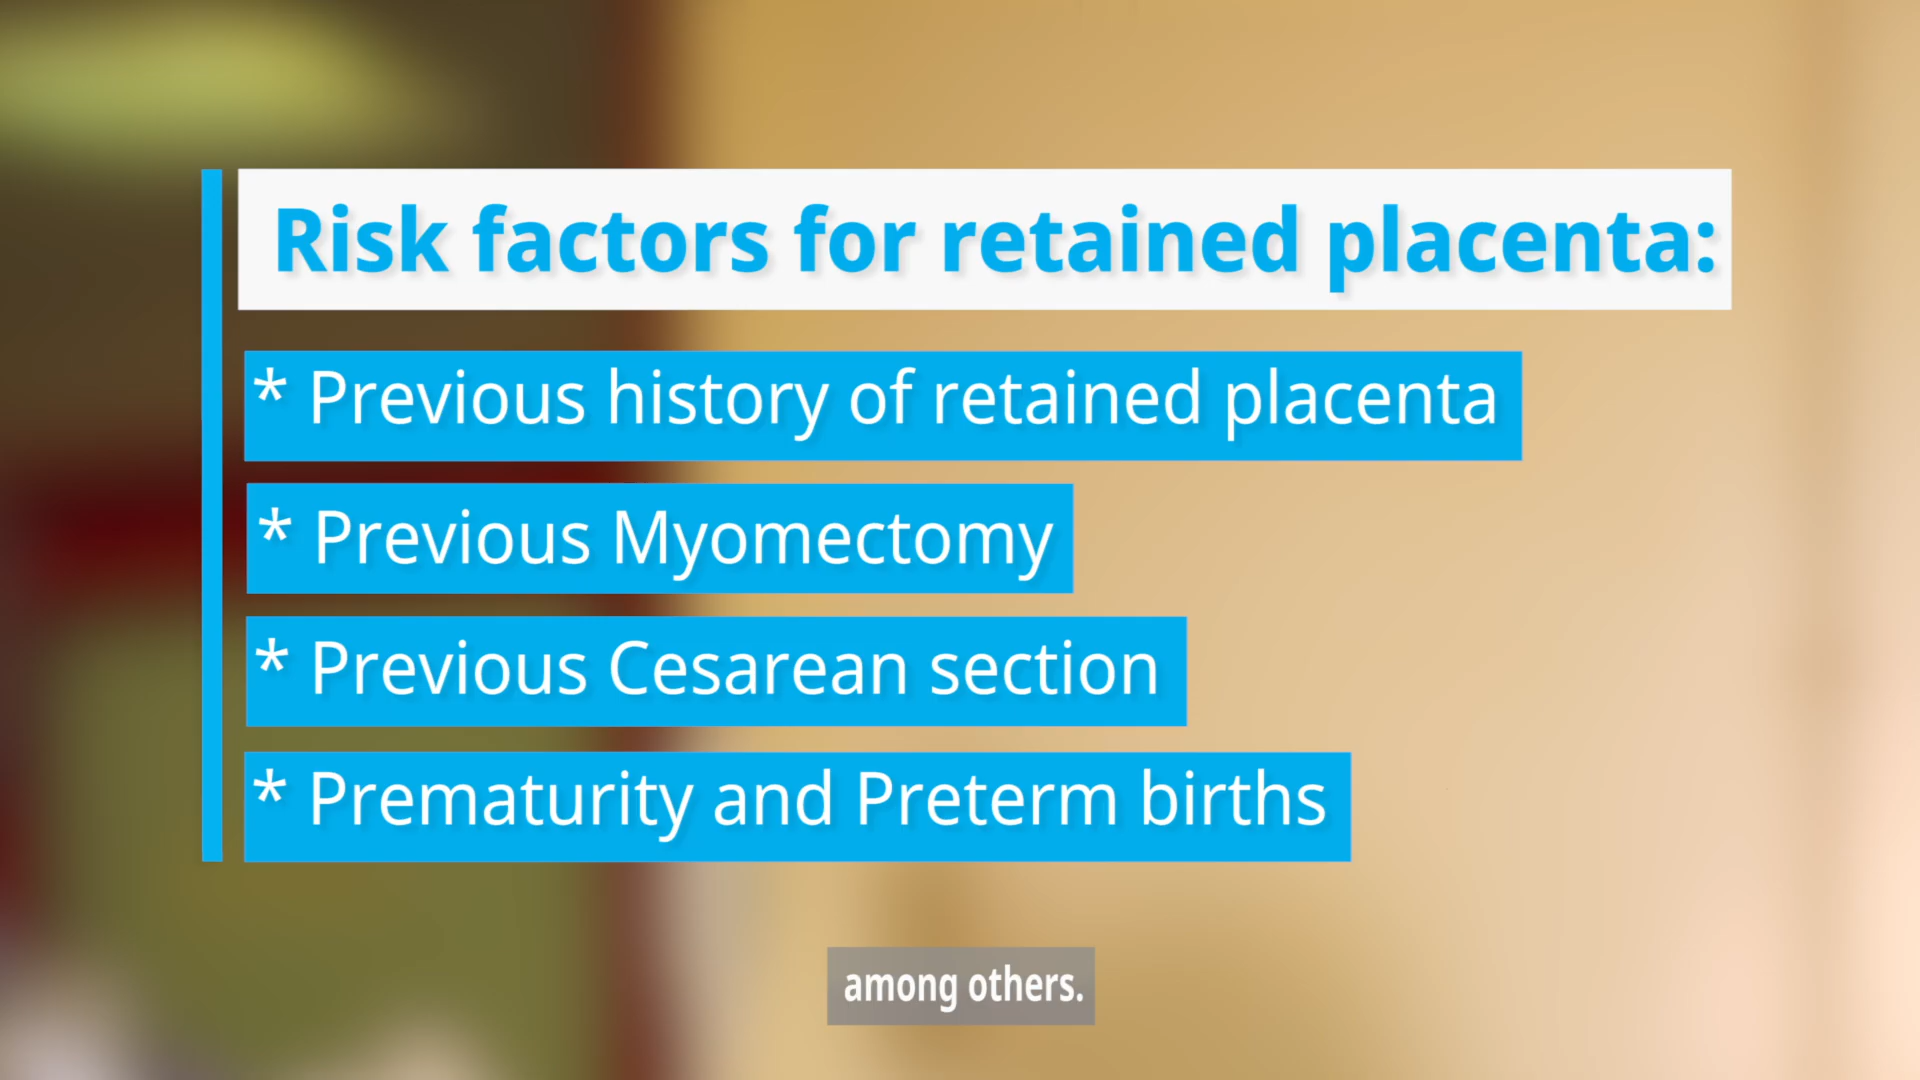 Risk factors for retained placenta:
* Previous history of retained placenta
* Previous Myomectomy
* Previous Cesarean section
* Prematurity and Preterm births
among others.